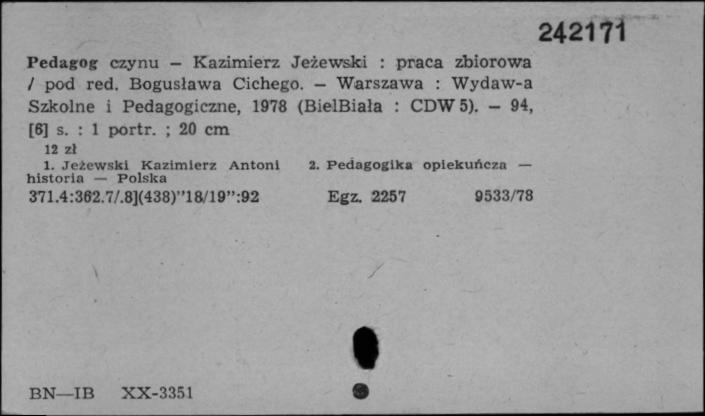 242171
Pedagog czynu — Kazimierz Jeżewski : praca zbiorowa
/ pod red. Bogusława Cichego. — Warszawa : Wydaw-a
Szkolne i Pedagogiczne, 1978 (BielBiała : CDW 5). — 94,
[6] s. : 1 portr. ; 20 cm
12 zł
1. Jeżewski Kazimierz Antoni 2. Pedagogika opiekuńcza —
historia — Polska
371.4:362.7/.8](438)"18/19":92 Egz. 2257 9533/78
BN—IB XX-3351